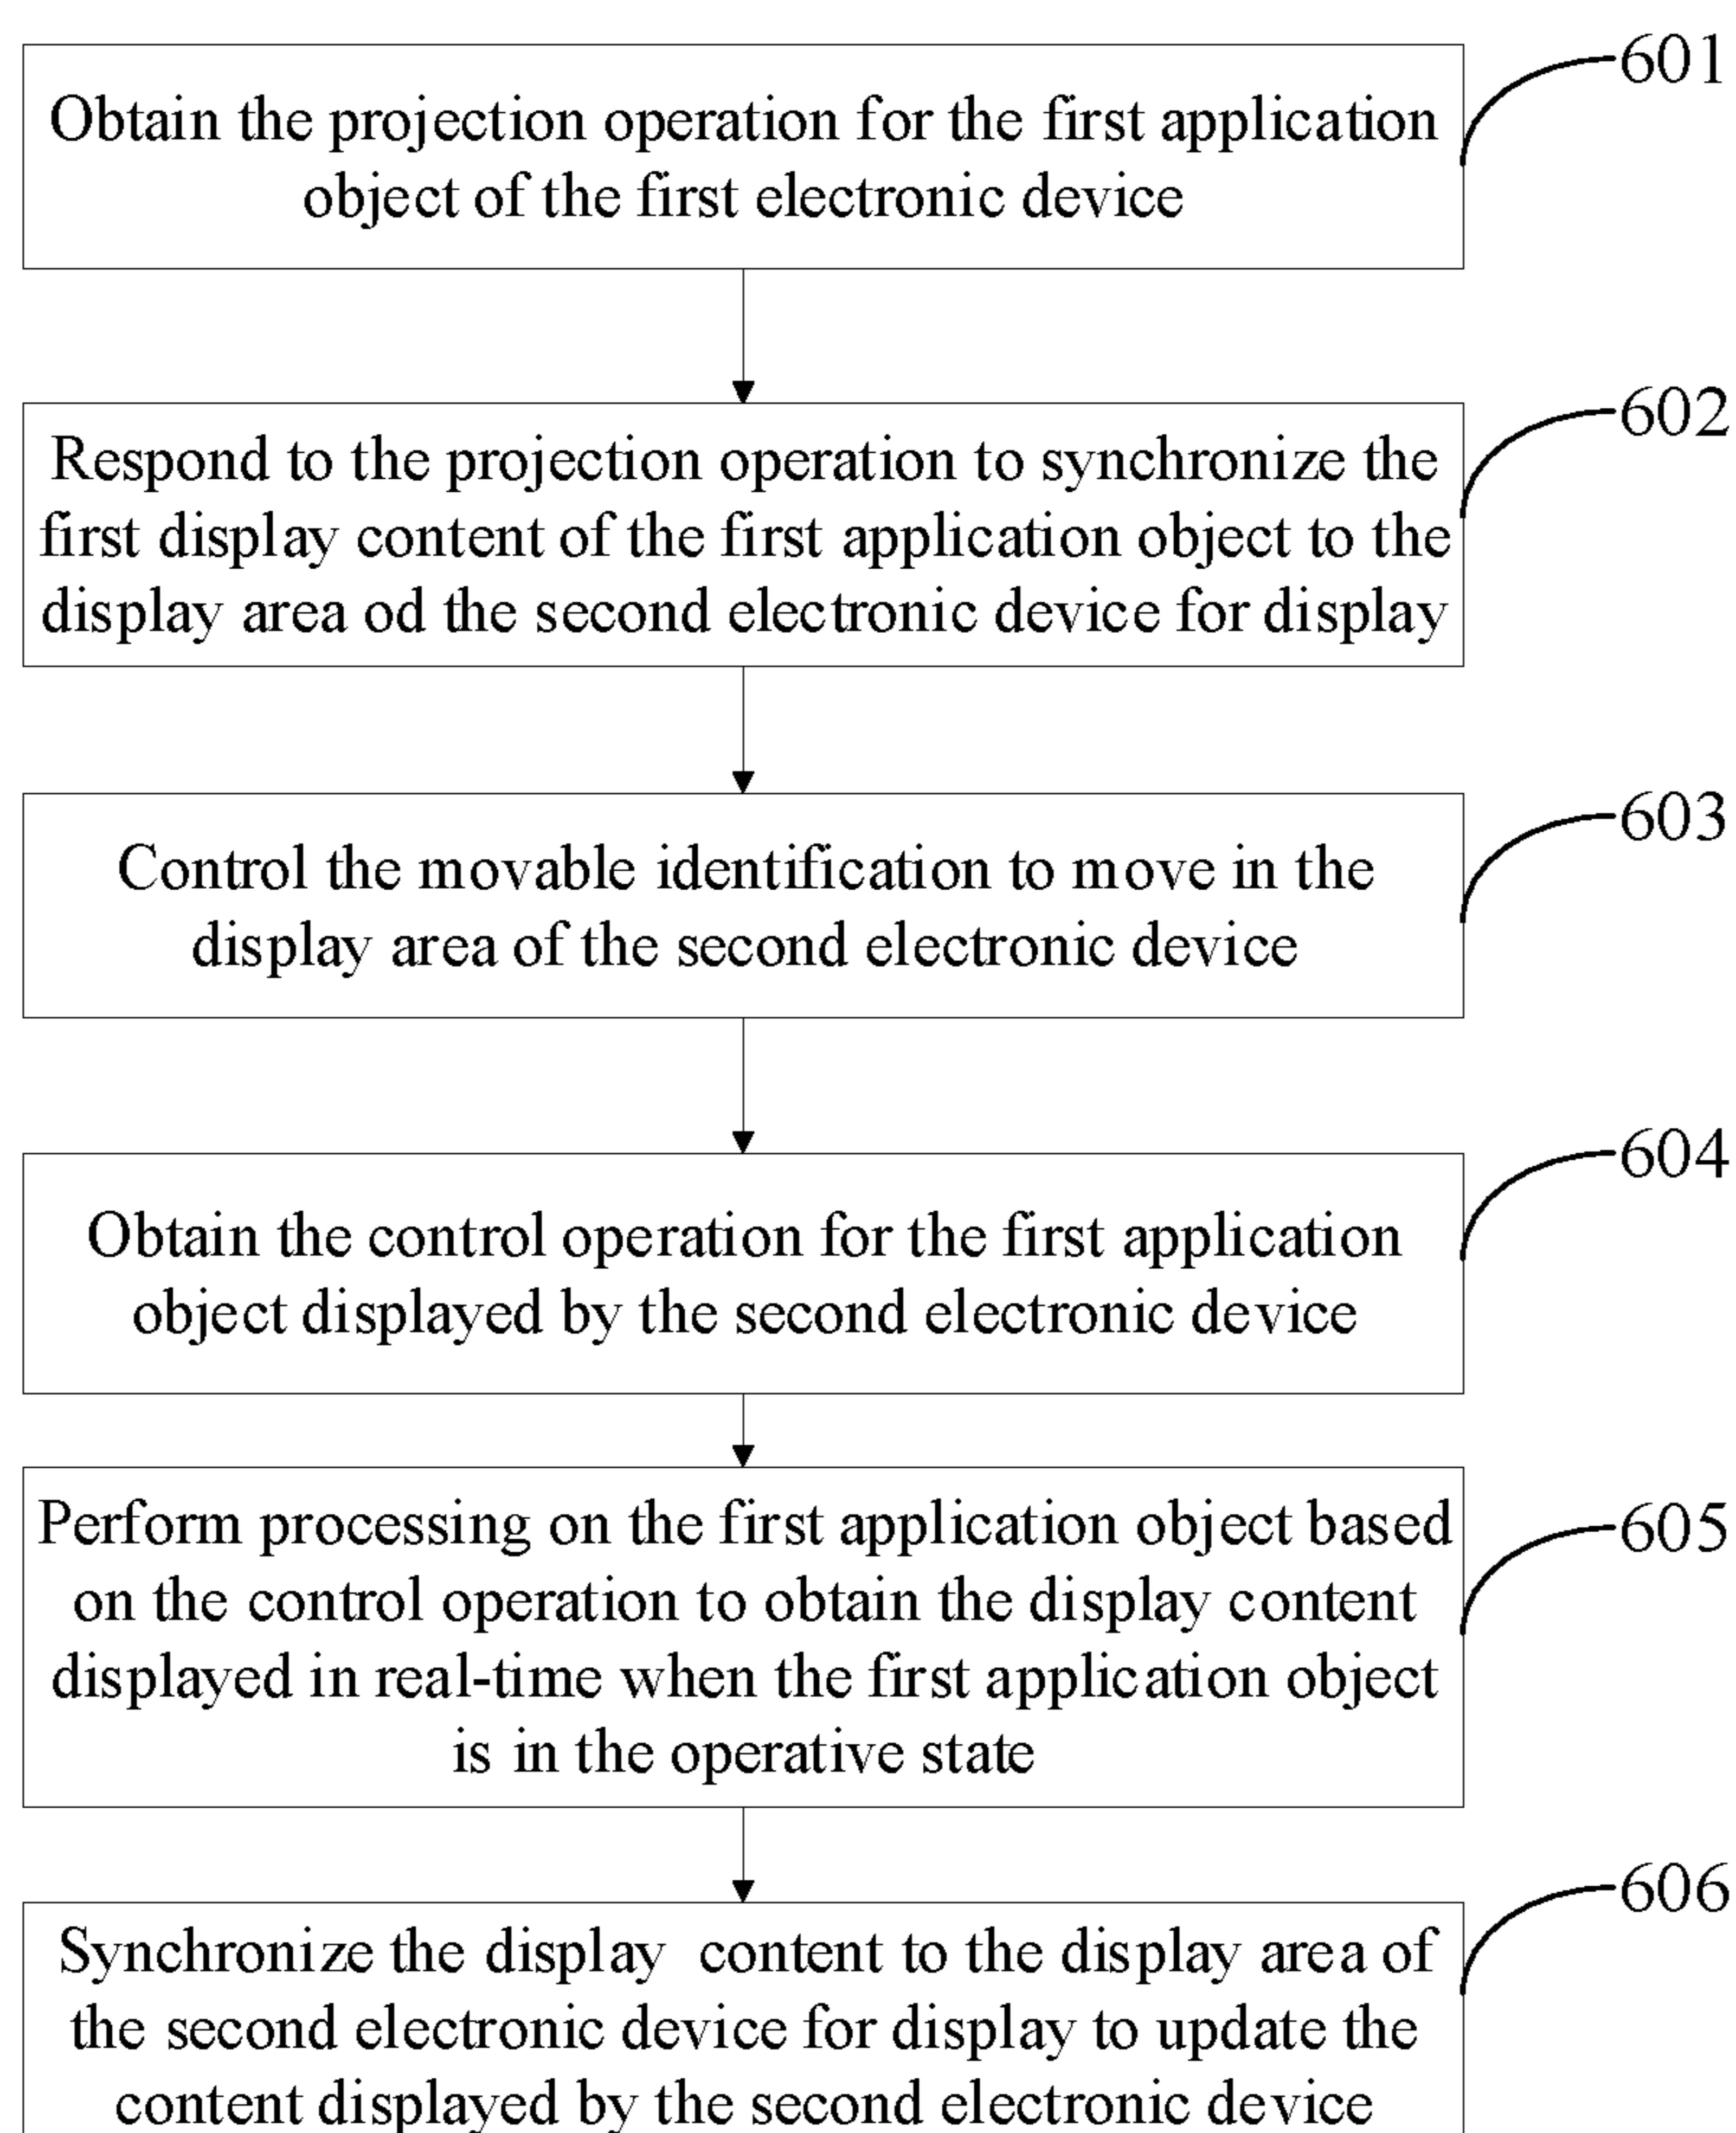 601
Obtain the projection operation for the first application
object of the first electronic device
602
Respond to the projection operation to synchronize the
first display content of the first application object to the
display area od the second electronic device for display
603
Control the movable identification to move in the
display area of the second electronic device
604
Obtain the control operation for the first application
object displayed by the second electronic device
605
Perform processing on the first application object based
on the control operation to obtain the display content
displayed in real-time when the first application object
is in the operative state
606
Synchronize the display content to the display area of
the second electronic device for display to update the
content displayed by the second electronic device